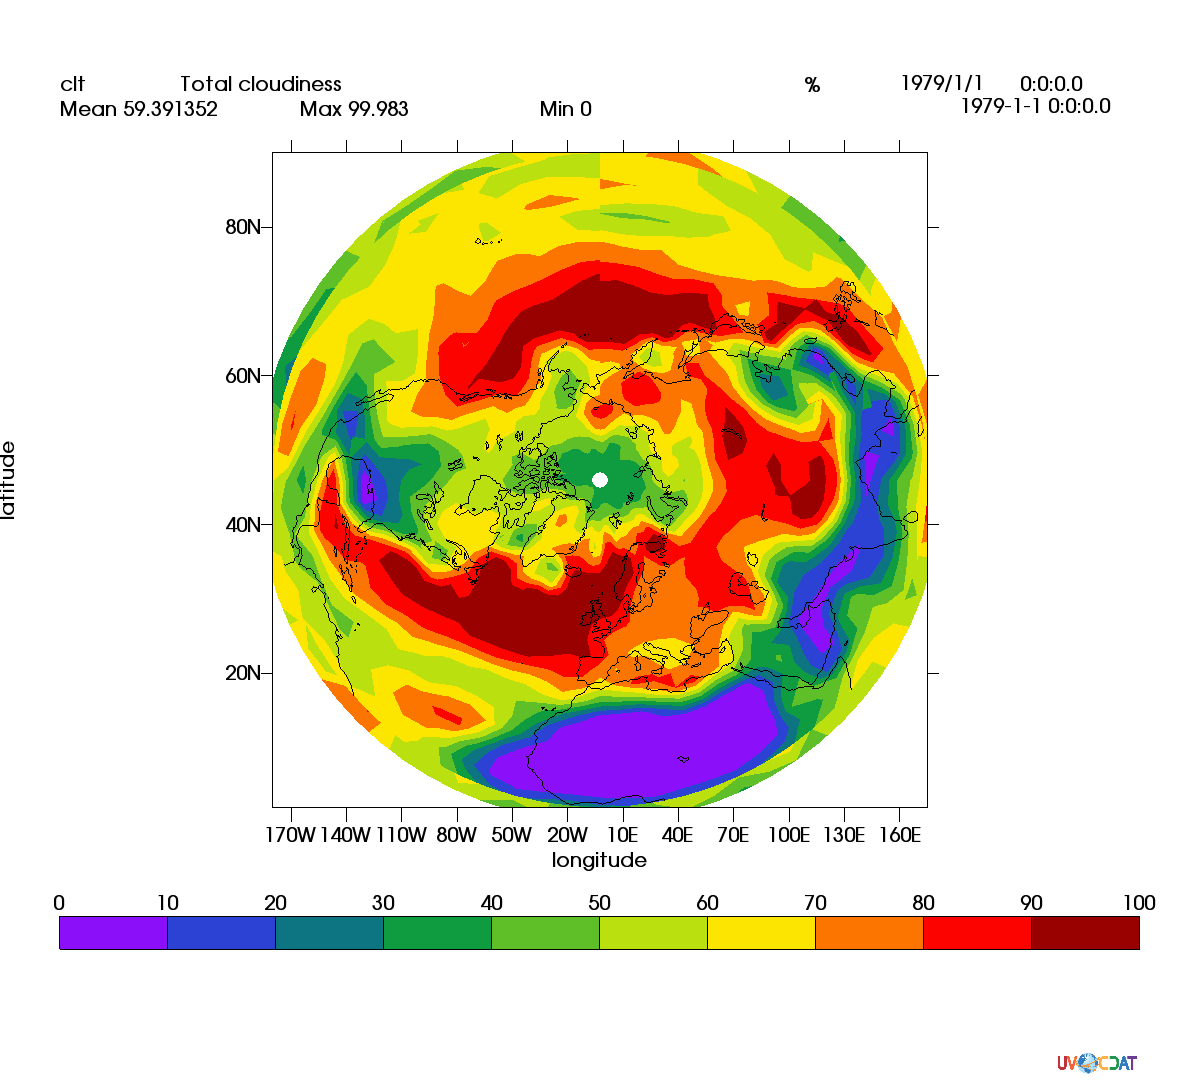 clt Total cloudiness % 1979/1/1 0:0:0.0
Mean 59.391352 Max 99.983 Min 0 1979-1-1 0:0:0.0
80N
60N
latitude
40N
20N
170W 140W 110W 80W 50W 20W 10E 40E 70E 100E 130E 160E
longitude
0 10 20 30 40 50 60 70 80 90 100
UV CDAT